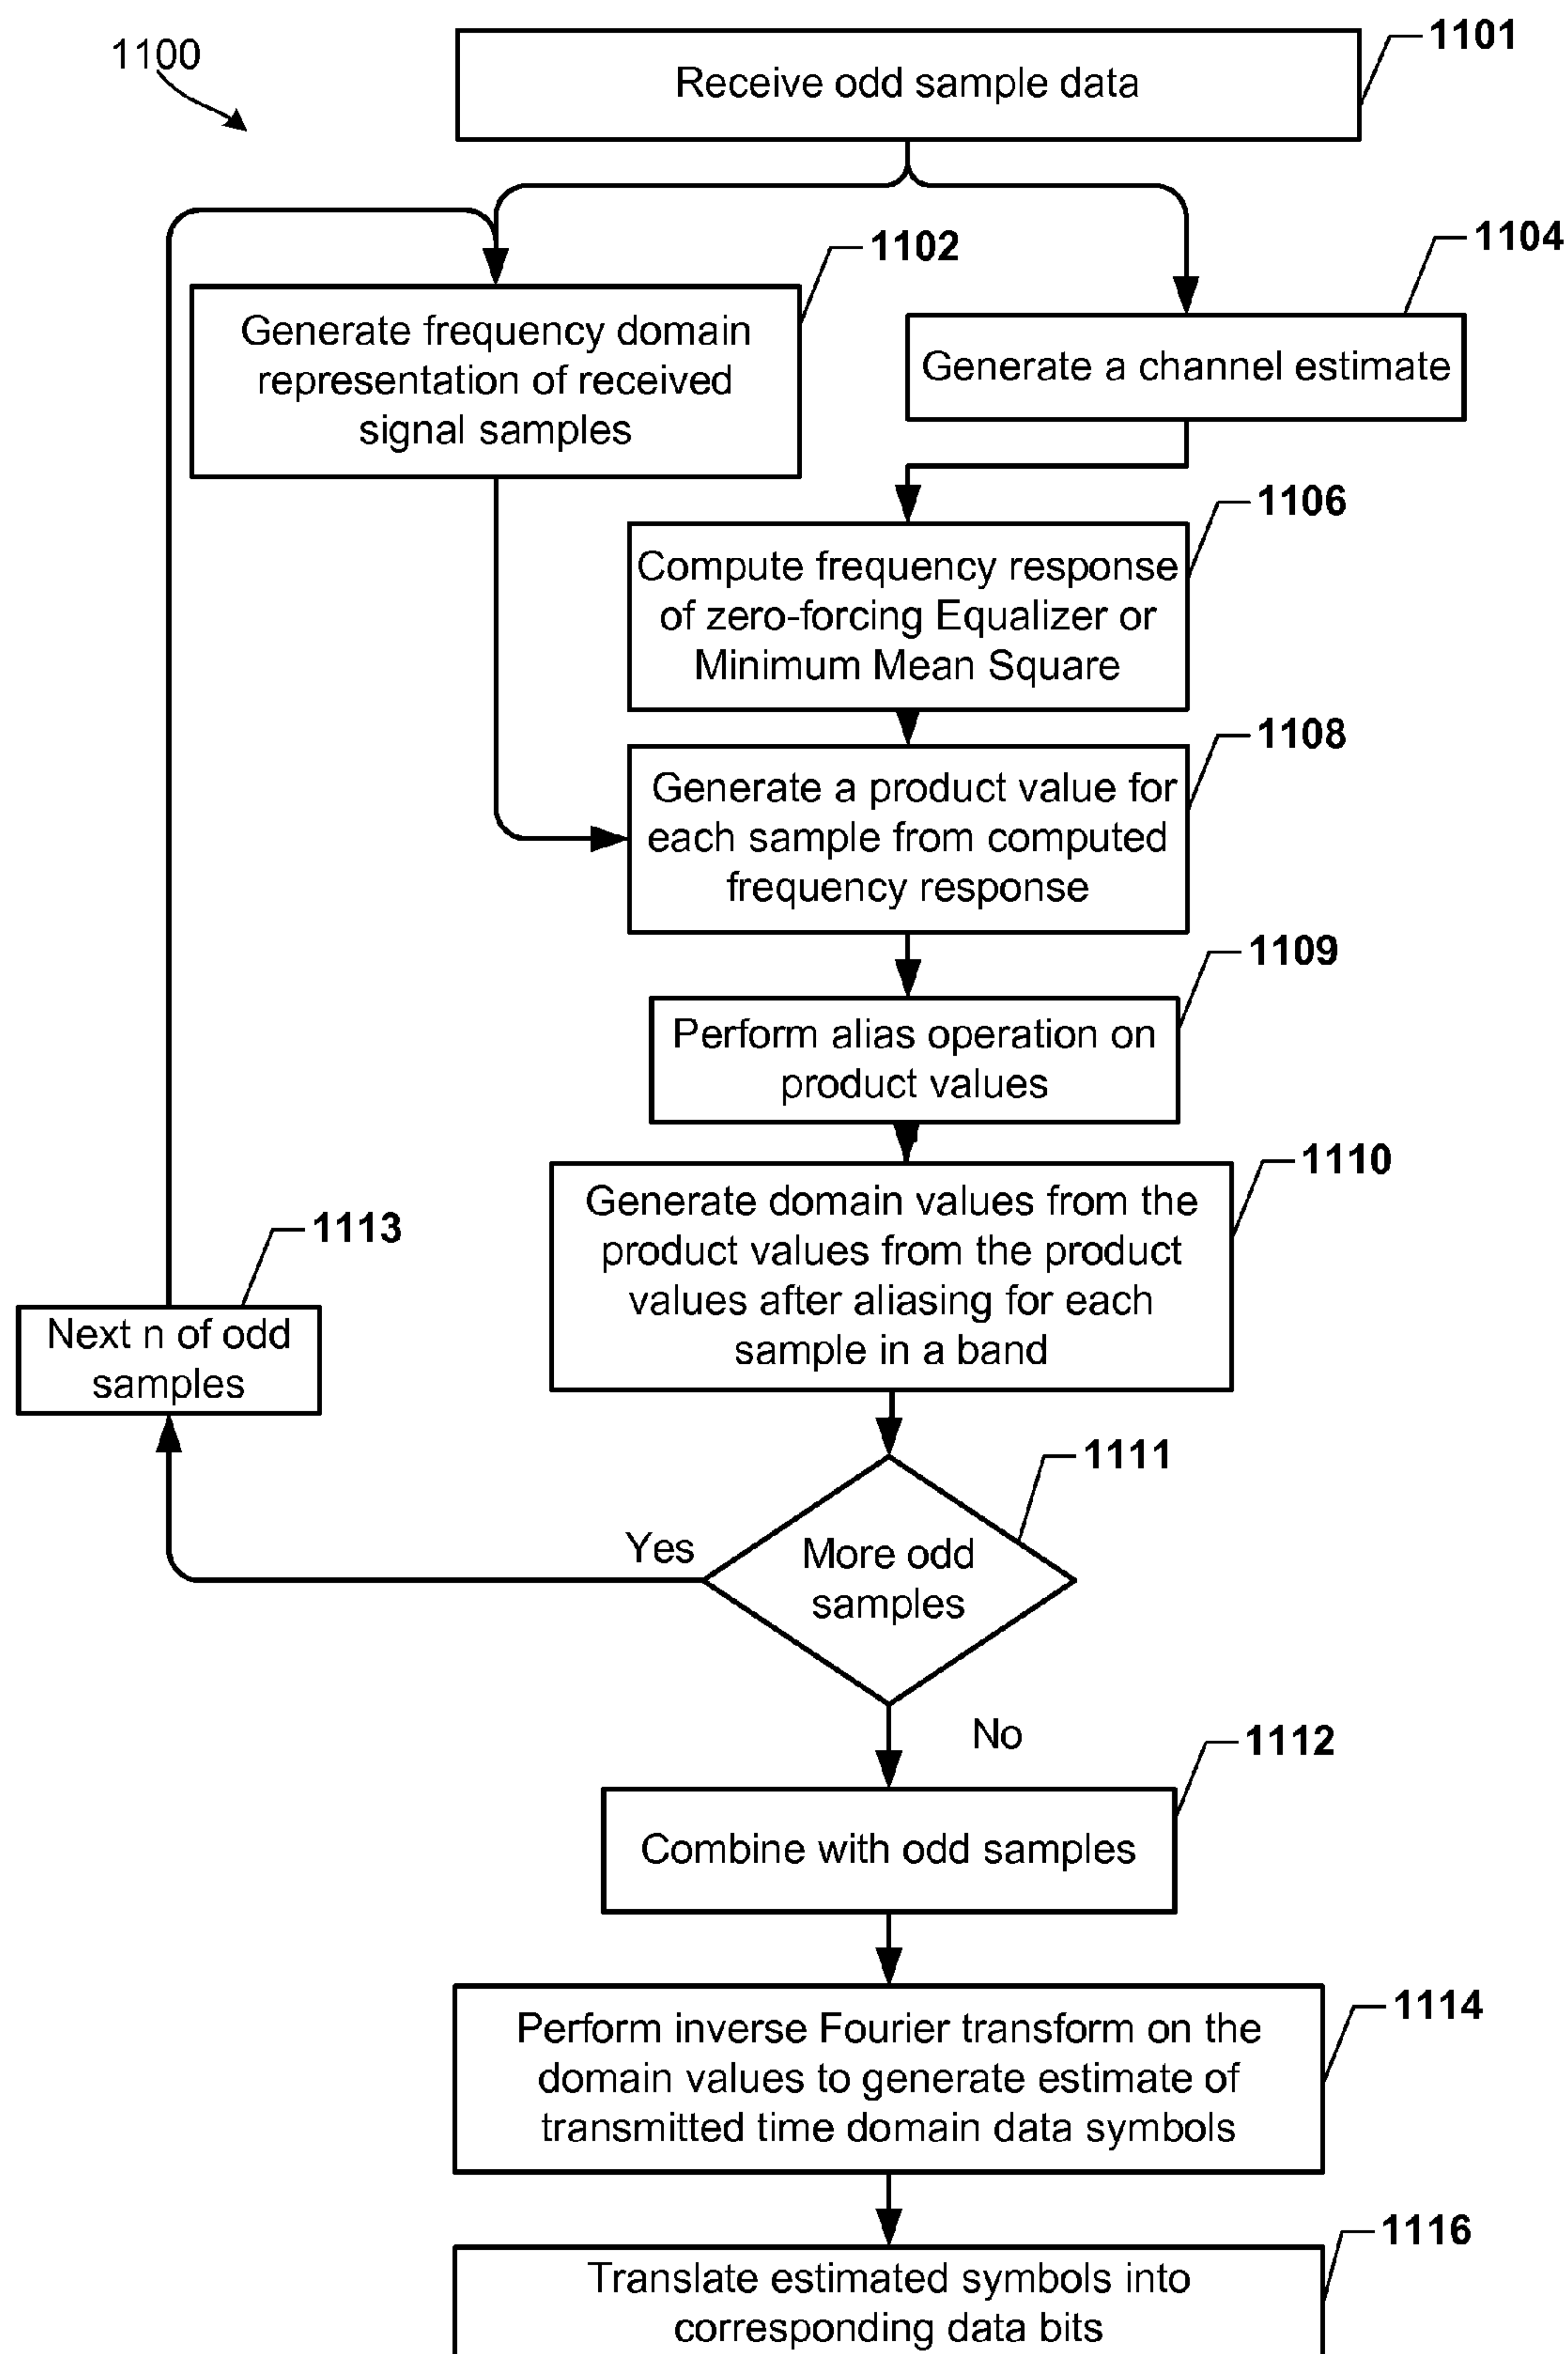 1100
1101
Receive odd sample data
1102
1104
Generate frequency domain
representation of received
signal samples
Generate a channel estimate
1106
Compute frequency response
of zero-forcing Equalizer or
Minimum Mean Square
1108
Generate a product value for
each sample from computed
frequency response
1109
Perform alias operation on
product values
1110
Generate domain values from the
product values from the product
values after aliasing for each
sample in a band
1113
Next n of odd
samples
1111
Yes
More odd
samples
No
1112
Combine with odd samples
1114
Perform inverse Fourier transform on the
domain values to generate estimate of
transmitted time domain data symbols
1116
Translate estimated symbols into
corresponding data bits